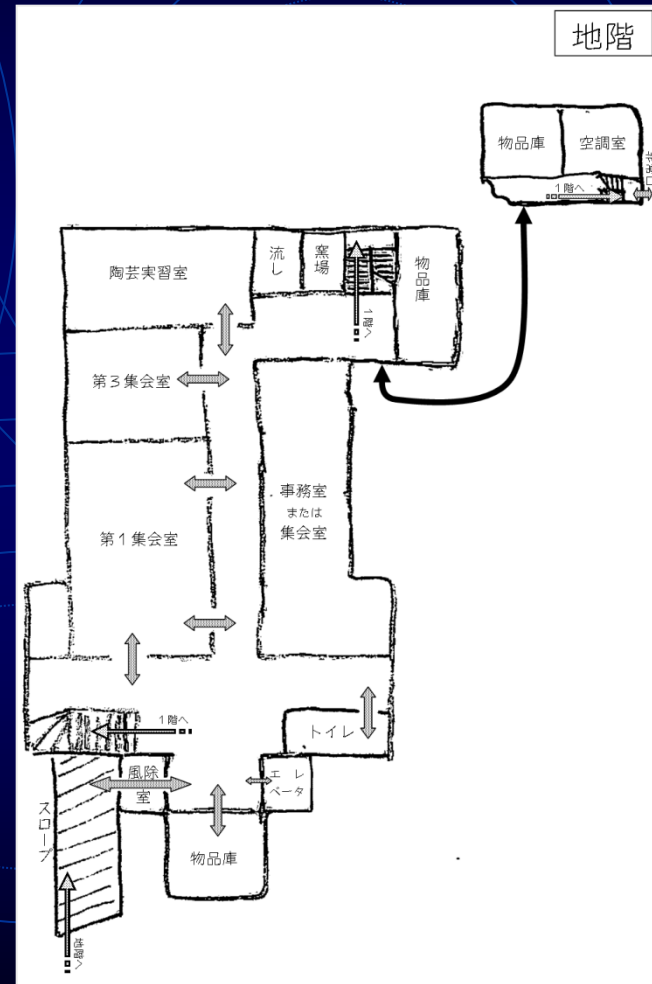 地階
物品庫
空調室
1階へ
非常口
陶芸実習室
流し
窯場
物品庫
1階へ
第3集会室
事務室
または
集会室
第1集会室
1階へ
トイレ
風除
室
エレ
ベータ
スロープ
物品庫
地階へ